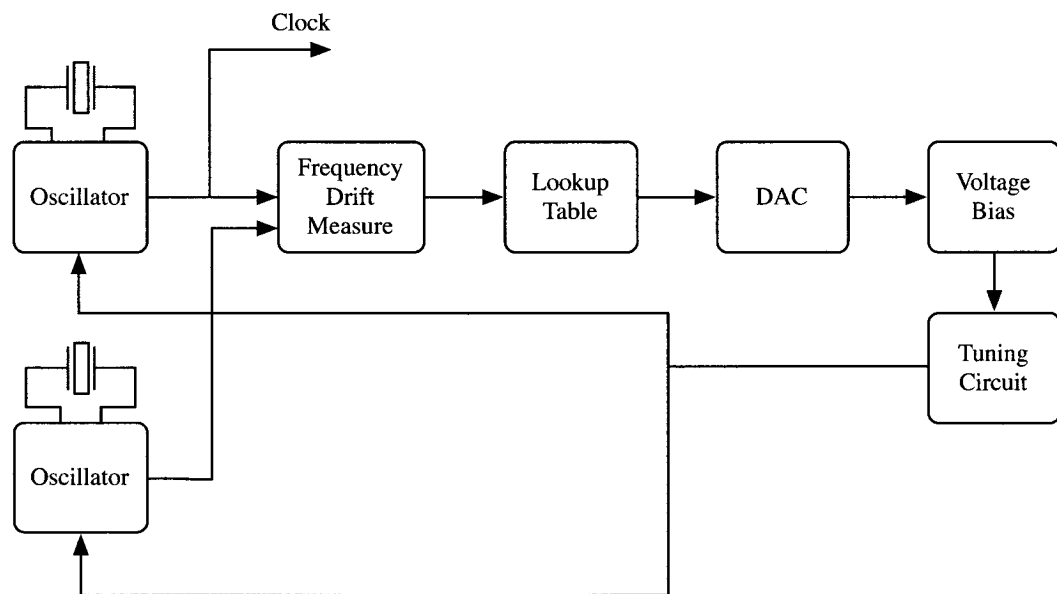 Clock
Oscillator
Frequency
Drift
Measure
Lookup
Table
DAC
Voltage
Bias
Tuning
Circuit
Oscillator